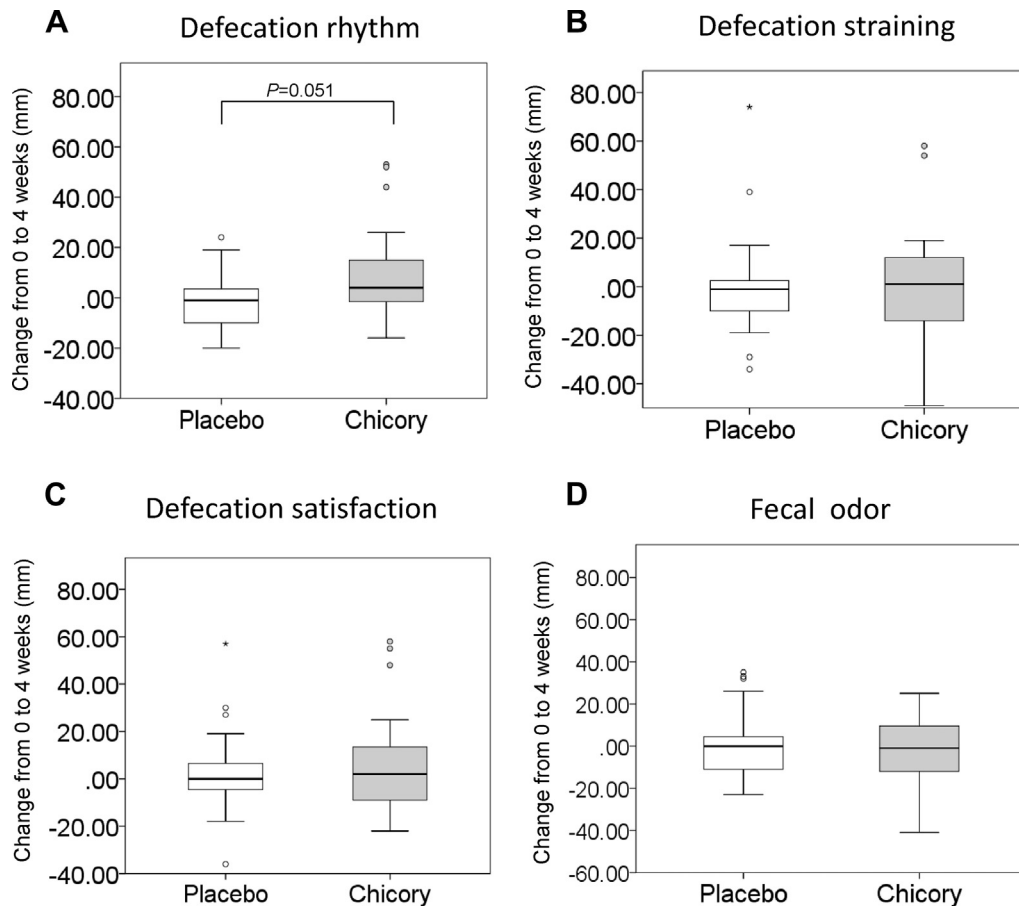 A
Defecation rhythm
Change from 0 to 4 weeks (mm)
80.00
60.00
40.00
20.00
.00
-20.00
-40.00
P=0.051
Placebo
Chicory
B
Defecation straining
Change from 0 to 4 weeks (mm)
80.00
60.00
40.00
20.00
.00
-20.00
-40.00
*
Placebo
Chicory
C
Defecation satisfaction
Change from 0 to 4 weeks (mm)
80.00
60.00
40.00
20.00
.00
-20.00
-40.00
*
Placebo
Chicory
D
Fecal odor
Change from 0 to 4 weeks (mm)
80.00
60.00
40.00
20.00
.00
-20.00
-40.00
-60.00
Placebo
Chicory